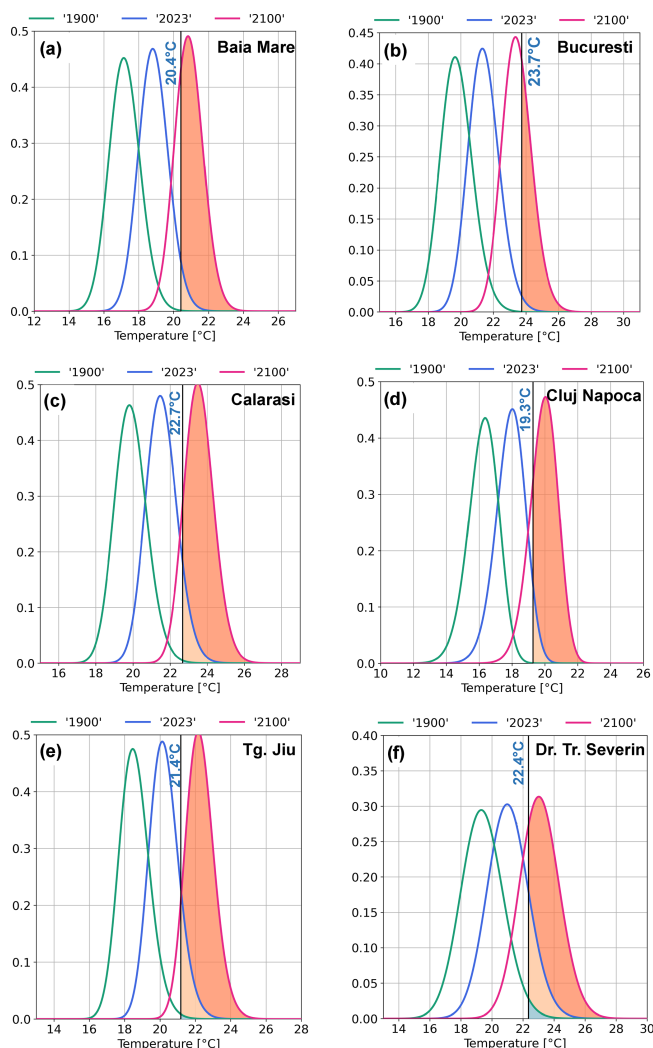 '1900' '2023' '2100'
(a) Baia Mare
20.4°C
0.5
0.4
0.3
0.2
0.1
0.0
12 14 16 18 20 22 24 26
Temperature [°C]
'1900' '2023' '2100'
(b) Bucuresti
23.7°C
0.45
0.40
0.35
0.30
0.25
0.20
0.15
0.10
0.05
0.00
16 18 20 22 24 26 28 30
Temperature [°C]
'1900' '2023' '2100'
(c) Calarasi
22.7°C
0.5
0.4
0.3
0.2
0.1
0.0
16 18 20 22 24 26 28
Temperature [°C]
'1900' '2023' '2100'
(d) Cluj Napoca
19.3°C
0.5
0.4
0.3
0.2
0.1
0.0
10 12 14 16 18 20 22 24 26
Temperature [°C]
'1900' '2023' '2100'
(e) Tg. Jiu
21.4°C
0.5
0.4
0.3
0.2
0.1
0.0
14 16 18 20 22 24 26 28
Temperature [°C]
'1900' '2023' '2100'
(f) Dr. Tr. Severin
22.4°C
0.40
0.35
0.30
0.25
0.20
0.15
0.10
0.05
0.00
14 16 18 20 22 24 26 28 30
Temperature [°C]